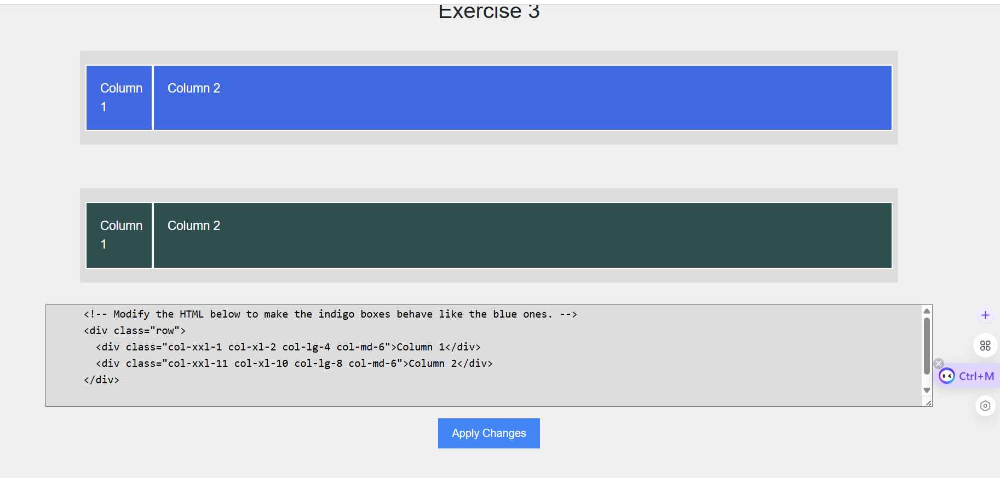 Exercise 3
Column
1
Column 2
Column
1
Column 2
<!-- Modify the HTML below to make the indigo boxes behave like the blue ones. -->
<div class="row">
  <div class="col-xxl-1 col-xl-2 col-lg-4 col-md-6">Column 1</div>
  <div class="col-xxl-11 col-xl-10 col-lg-8 col-md-6">Column 2</div>
</div>
Ctrl+M
Apply Changes